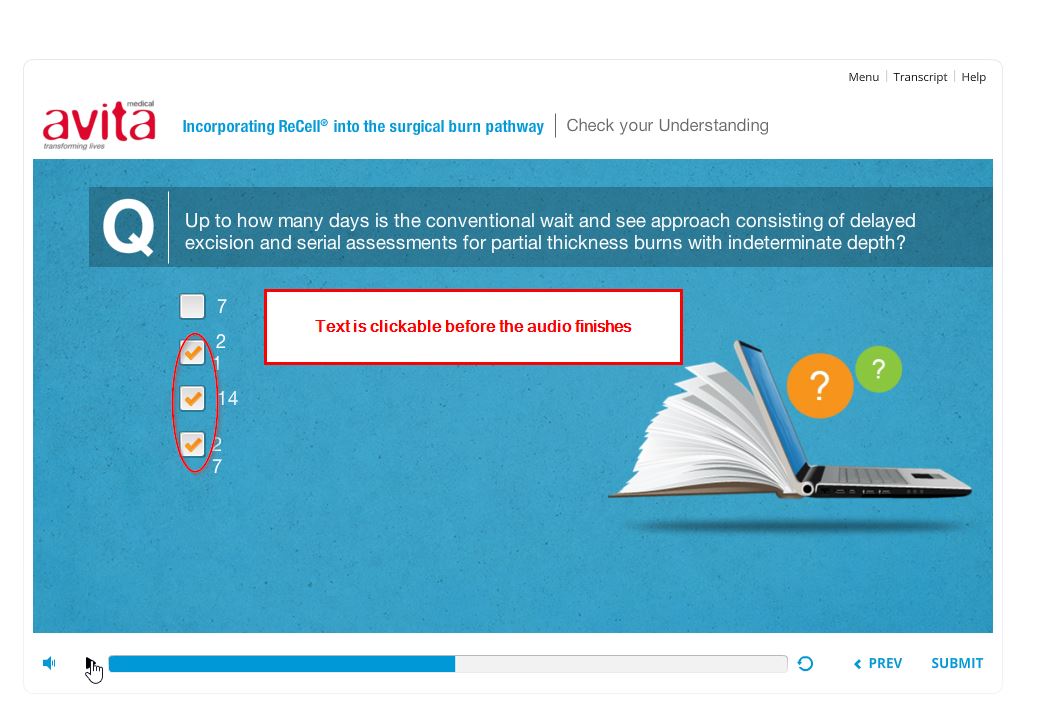 Menu | Transcript | Help
medical
avita
transforming lives
Incorporating ReCell® into the surgical burn pathway | Check your Understanding
Q
Up to how many days is the conventional wait and see approach consisting of delayed
excision and serial assessments for partial thickness burns with indeterminate depth?
7
2
1
14
2
7
Text is clickable before the audio finishes
?
?
PREV
SUBMIT